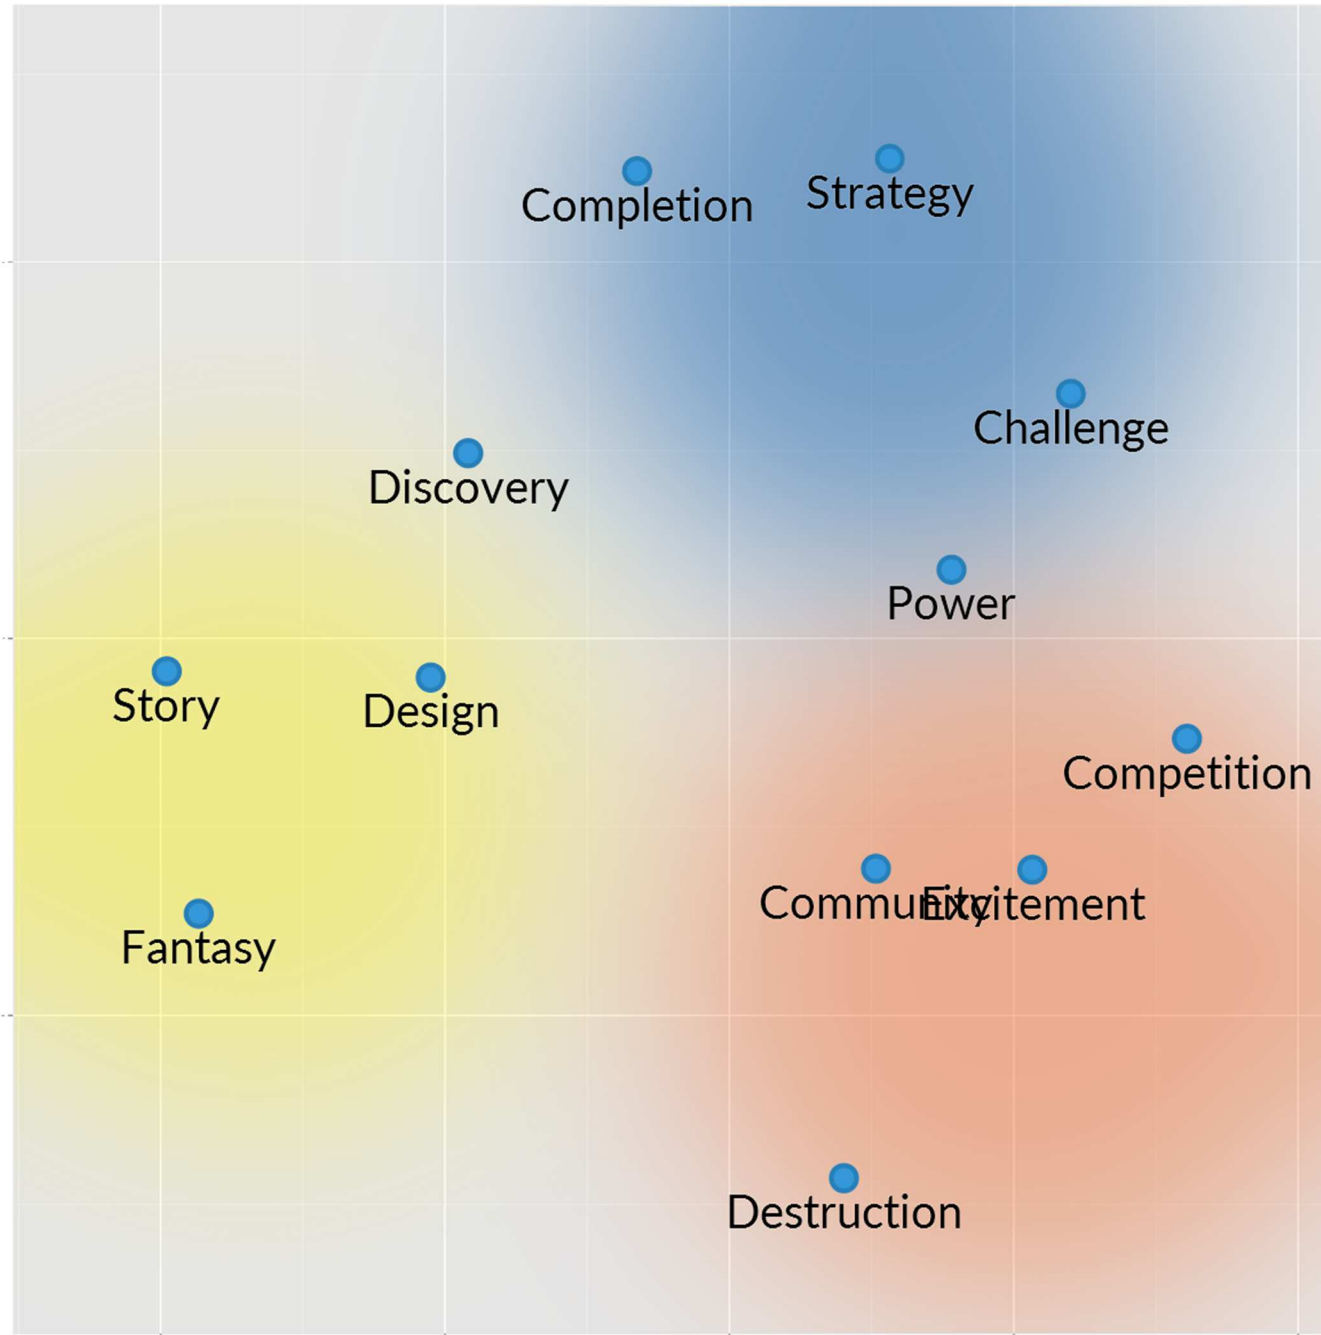 Completion
Strategy
Challenge
Discovery
Power
Story
Design
Competition
Community
Excitement
Fantasy
Destruction